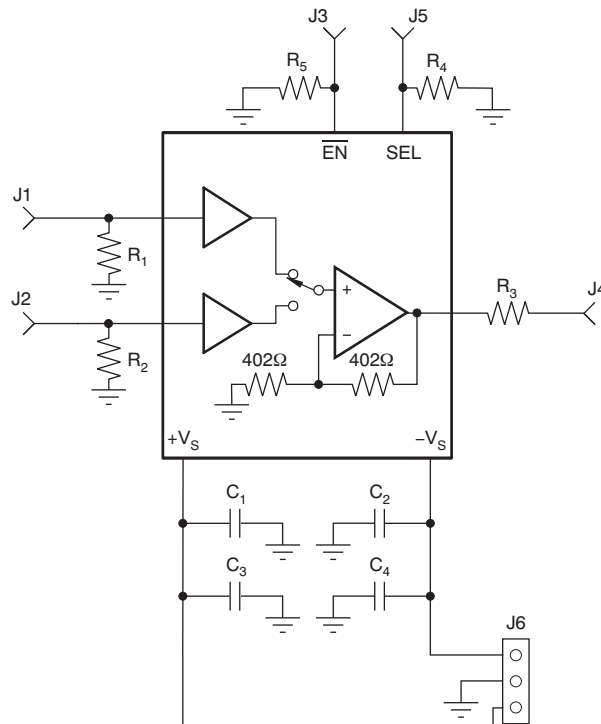 J3 J5
R5 R4
EN SEL
J1
R1
J2
R2
R3 J4
+
−
402Ω 402Ω
+VS −VS
C1 C2
C3 C4
J6